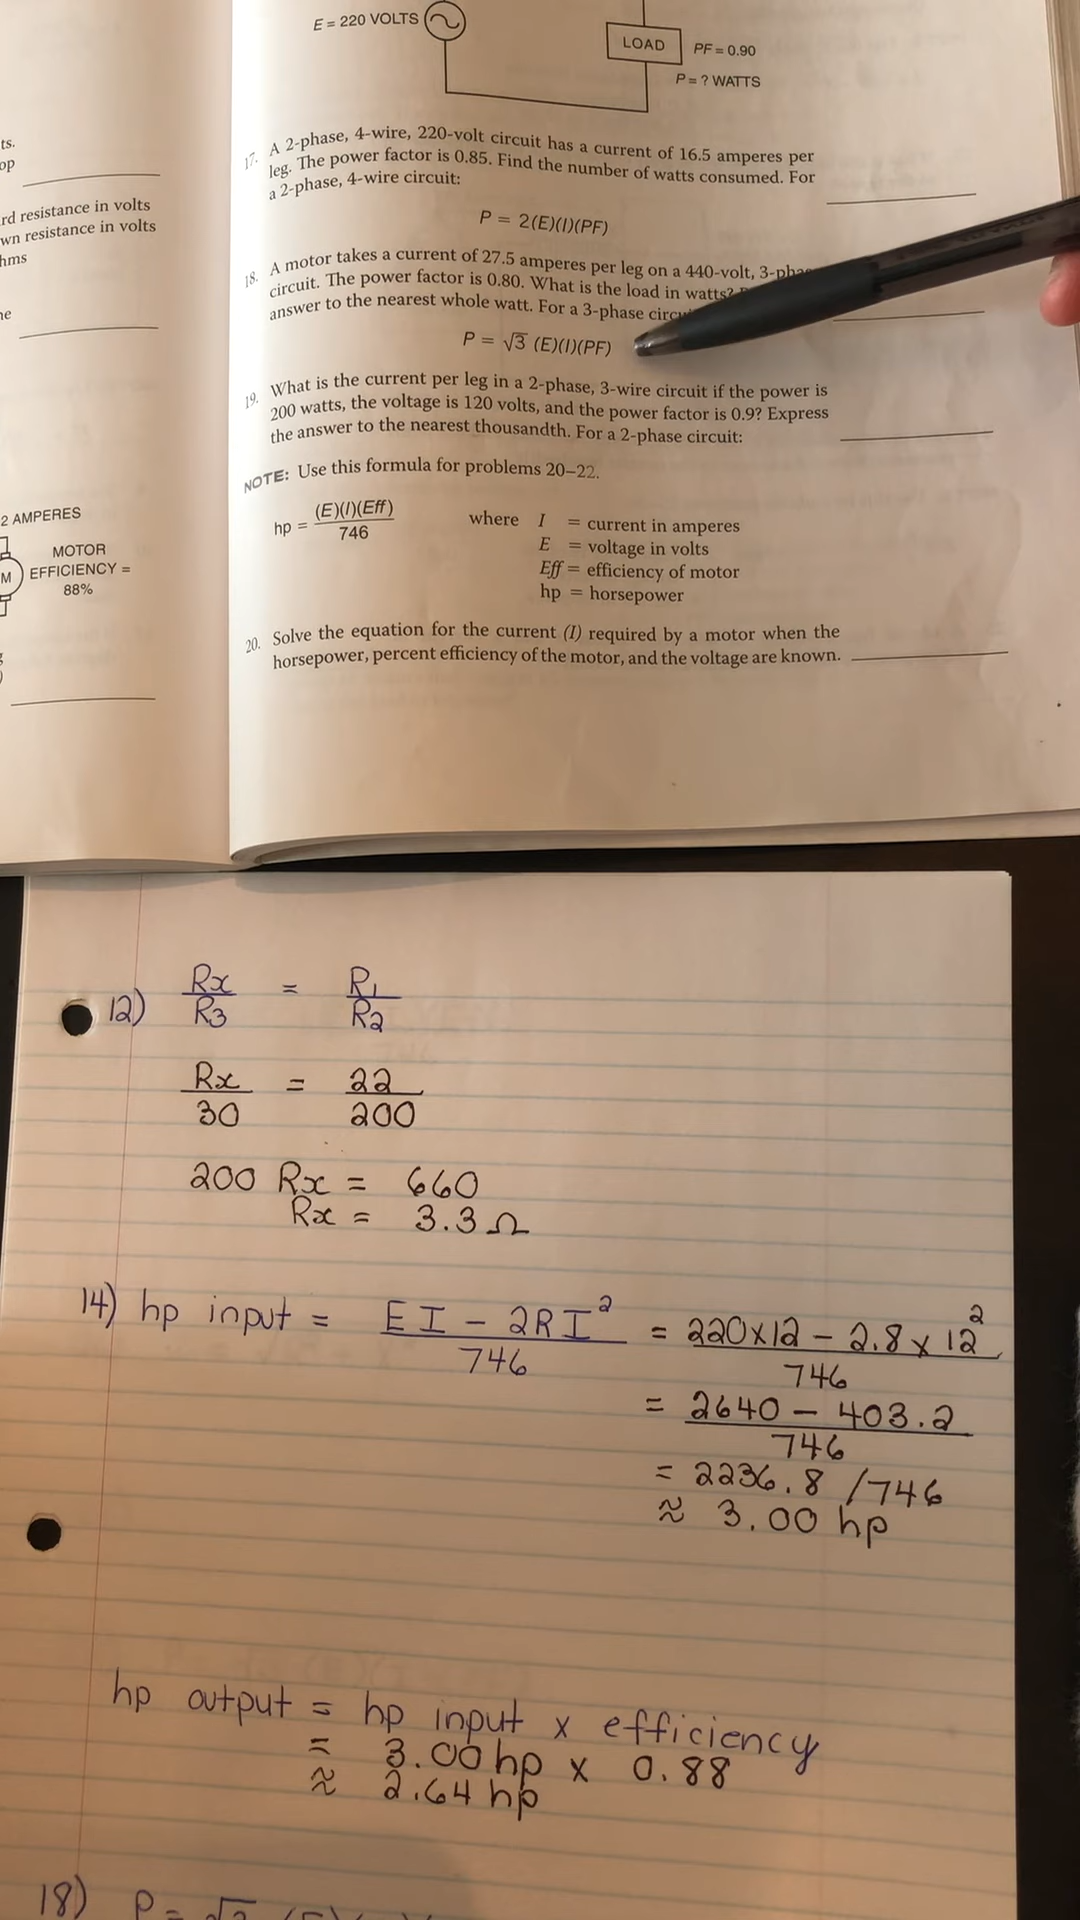 E = 220 VOLTS
LOAD
PF = 0.90
P = ? WATTS
ts.
op
rd resistance in volts
wn resistance in volts
hms
ne
2 AMPERES
M
MOTOR
EFFICIENCY =
88%
17. A 2-phase, 4-wire, 220-volt circuit has a current of 16.5 amperes per
leg. The power factor is 0.85. Find the number of watts consumed. For
a 2-phase, 4-wire circuit:
P = 2(E)(I)(PF)
18. A motor takes a current of 27.5 amperes per leg on a 440-volt, 3-pha
circuit. The power factor is 0.80. What is the load in watts?
answer to the nearest whole watt. For a 3-phase circu
P = √3 (E)(I)(PF)
19. What is the current per leg in a 2-phase, 3-wire circuit if the power is
200 watts, the voltage is 120 volts, and the power factor is 0.9? Express
the answer to the nearest thousandth. For a 2-phase circuit:
NOTE: Use this formula for problems 20–22.
hp = (E)(I)(Eff) / 746
where I = current in amperes
E = voltage in volts
Eff = efficiency of motor
hp = horsepower
20. Solve the equation for the current (I) required by a motor when the
horsepower, percent efficiency of the motor, and the voltage are known.
12) Rx/R3 = R1/R2
Rx/30 = 22/200
200 Rx = 660
Rx = 3.3 Ω
14) hp input = EI - 2RI²/746 = 220x12 - 2.8 x 12²/746
= 2640 - 403.2/746
= 2236.8 /746
≈ 3.00 hp
hp output = hp input x efficiency
= 3.00 hp x 0.88
≈ 2.64 hp
18) P = √3